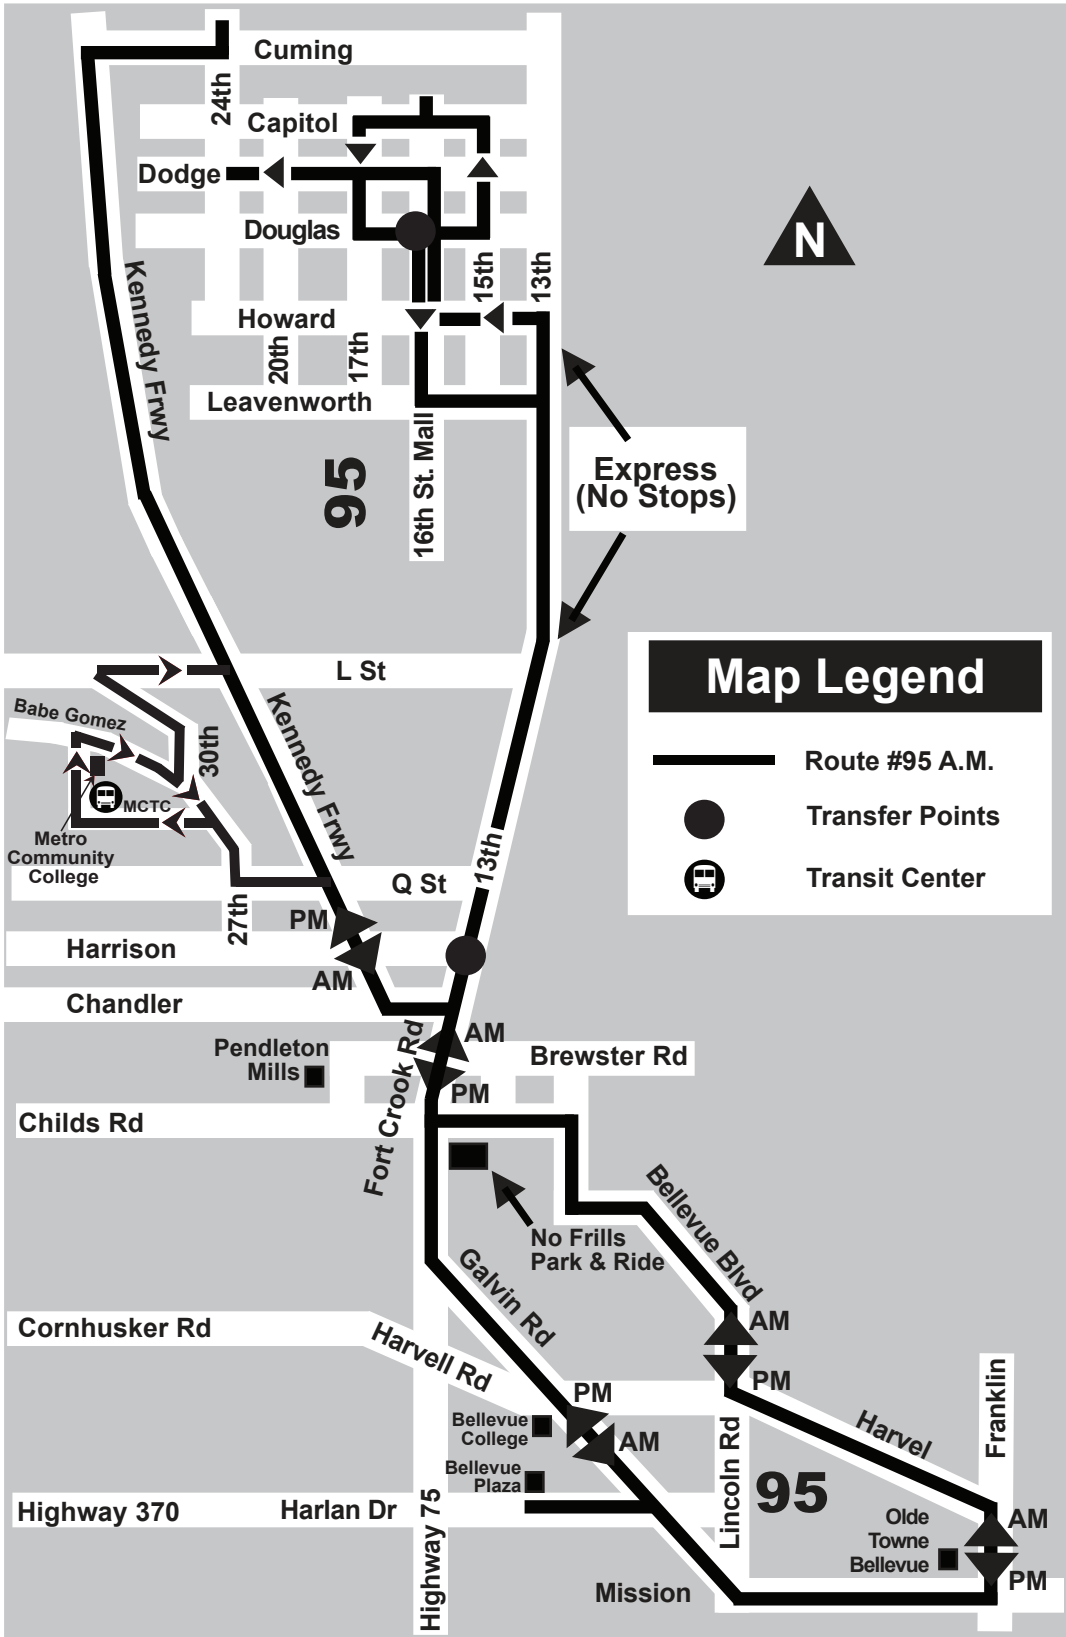 Cuming
24th
Capitol
Dodge
Douglas
N
15th
13th
Kennedy Frwy
Howard
20th
17th
Leavenworth
16th St. Mall
95
Express
(No Stops)
L St
Map Legend
Route #95 A.M.
Transfer Points
Transit Center
Babe Gomez
30th
Kennedy Frwy
MCTC
Metro
Community
College
13th
Q St
27th
PM
Harrison
AM
Chandler
AM
Pendleton
Mills
Fort Crook Rd
Brewster Rd
PM
Childs Rd
No Frills
Park & Ride
Bellevue Blvd
Galvin Rd
Cornhusker Rd
Harvell Rd
AM
PM
PM
Franklin
Bellevue
College
AM
Lincoln Rd
Harvel
Bellevue
Plaza
95
Highway 370
Harlan Dr
Highway 75
Olde
Towne
Bellevue
AM
PM
Mission